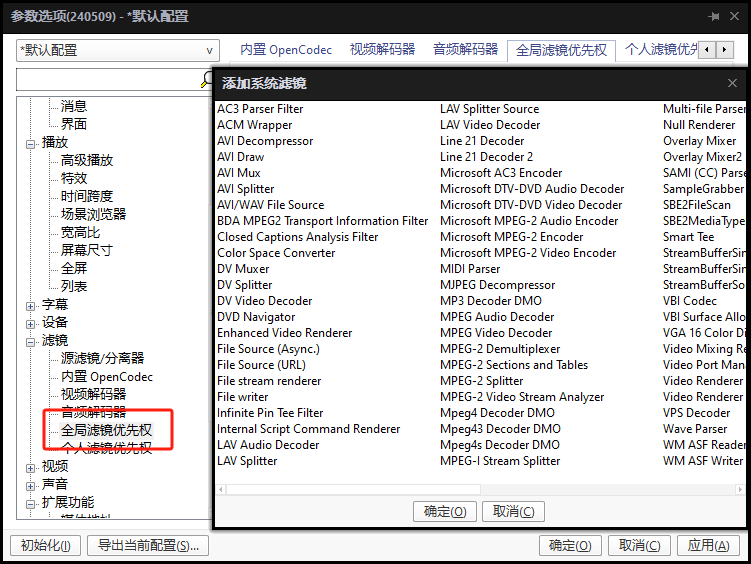 参数选项(240509) - *默认配置
*默认配置
内置 OpenCodec
视频解码器
音频解码器
全局滤镜优先权
个人滤镜优先
消息
界面
播放
高级播放
特效
时间跨度
场景浏览器
宽高比
屏幕尺寸
全屏
列表
字幕
设备
滤镜
源滤镜/分离器
内置 OpenCodec
视频解码器
音频解码器
全局滤镜优先权
个人滤镜优先权
视频
声音
扩展功能
媒体地址
添加系统滤镜
AC3 Parser Filter
ACM Wrapper
AVI Decompressor
AVI Draw
AVI Mux
AVI Splitter
AVI/WAV File Source
BDA MPEG2 Transport Information Filter
Closed Captions Analysis Filter
Color Space Converter
DV Muxer
DV Splitter
DV Video Decoder
DVD Navigator
Enhanced Video Renderer
File Source (Async.)
File Source (URL)
File stream renderer
File writer
Infinite Pin Tee Filter
Internal Script Command Renderer
LAV Audio Decoder
LAV Splitter
LAV Splitter Source
LAV Video Decoder
Line 21 Decoder
Line 21 Decoder 2
Microsoft AC3 Encoder
Microsoft DTV-DVD Audio Decoder
Microsoft DTV-DVD Video Decoder
Microsoft MPEG-2 Audio Encoder
Microsoft MPEG-2 Encoder
Microsoft MPEG-2 Video Encoder
MIDI Parser
MJPEG Decompressor
MP3 Decoder DMO
MPEG Audio Decoder
MPEG Video Decoder
MPEG-2 Demultiplexer
MPEG-2 Sections and Tables
MPEG-2 Splitter
MPEG-2 Video Stream Analyzer
Mpeg4 Decoder DMO
Mpeg43 Decoder DMO
Mpeg4s Decoder DMO
MPEG-I Stream Splitter
Multi-file Parser
Null Renderer
Overlay Mixer
Overlay Mixer2
SAMI (CC) Parse
SampleGrabber
SBE2FileScan
SBE2MediaType
Smart Tee
StreamBufferSin
StreamBufferSo
VBI Codec
VBI Surface Allo
VGA 16 Color Di
Video Mixing Re
Video Port Man
Video Renderer
Video Renderer
VPS Decoder
Wave Parser
WM ASF Reader
WM ASF Writer
确定(O)
取消(C)
初始化(I)
导出当前配置(S)...
确定(O)
取消(C)
应用(A)